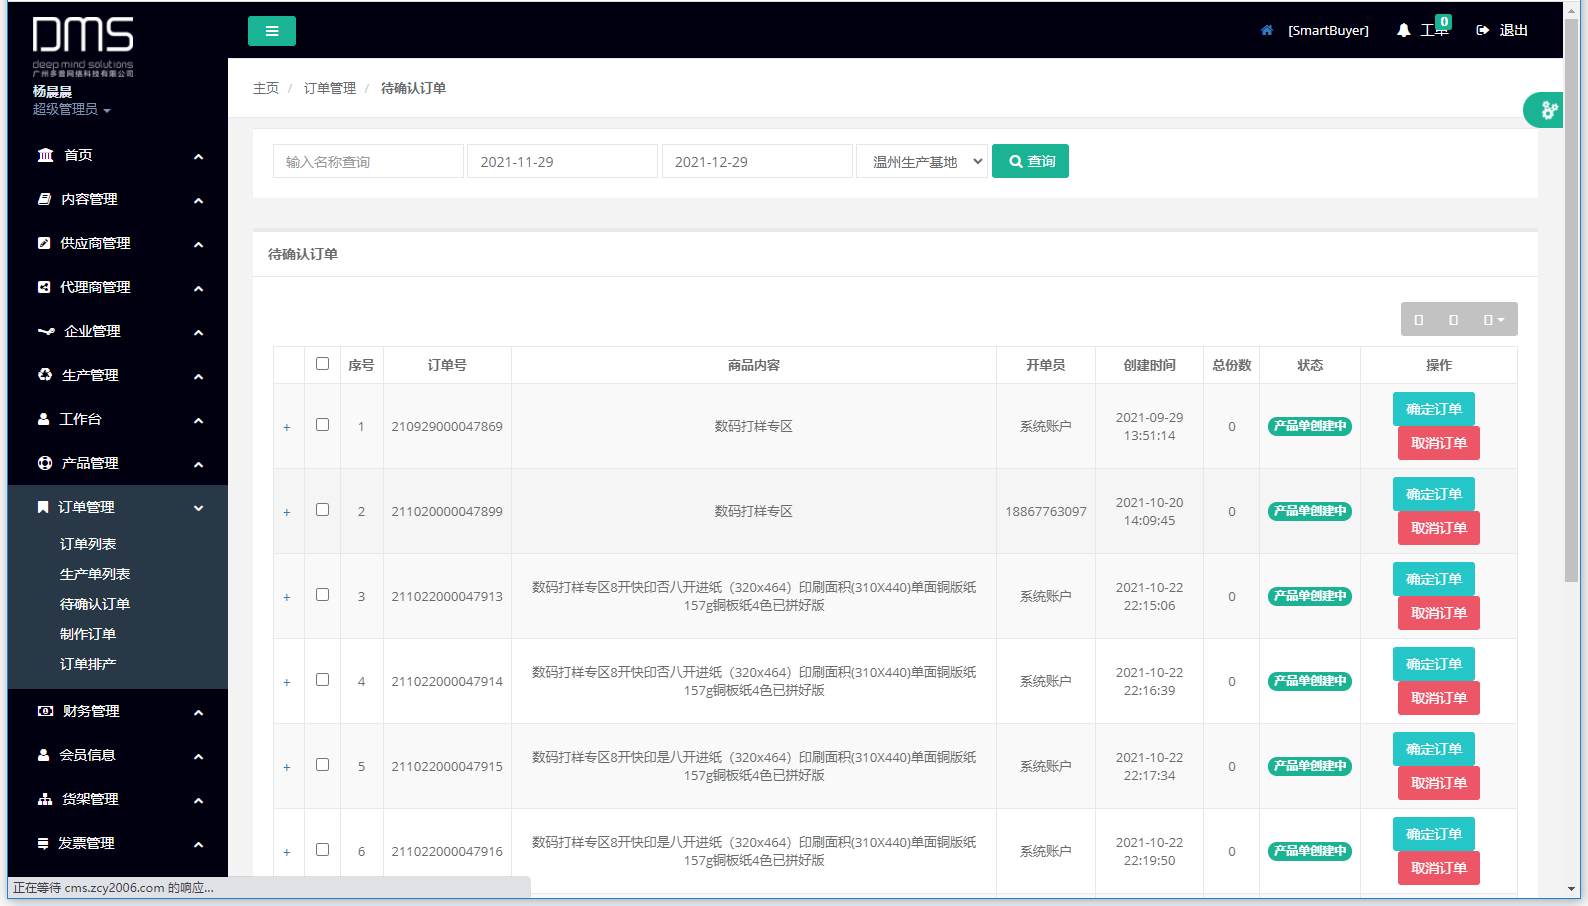 DMS
deep mind solutions
广州多普网络科技有限公司
杨晨晨
超级管理员
首页
内容管理
供应商管理
代理商管理
企业管理
生产管理
工作台
产品管理
订单管理
订单列表
生产单列表
待确认订单
制作订单
订单排产
财务管理
会员信息
货架管理
发票管理
[SmartBuyer] 工单 0 退出
主页 / 订单管理 / 待确认订单
输入名称查询 2021-11-29 2021-12-29 温州生产基地 查询
待确认订单
序号 订单号 商品内容 开单员 创建时间 总份数 状态 操作
+ 1 210929000047869 数码打样专区 系统账户 2021-09-29 13:51:14 0 产品单创建中 确定订单 取消订单
+ 2 211020000047899 数码打样专区 18867763097 2021-10-20 14:09:45 0 产品单创建中 确定订单 取消订单
+ 3 211022000047913 数码打样专区8开快印否八开进纸（320x464）印刷面积(310X440)单面铜版纸157g铜板纸4色已拼好版 系统账户 2021-10-22 22:15:06 0 产品单创建中 确定订单 取消订单
+ 4 211022000047914 数码打样专区8开快印否八开进纸（320x464）印刷面积(310X440)单面铜版纸157g铜板纸4色已拼好版 系统账户 2021-10-22 22:16:39 0 产品单创建中 确定订单 取消订单
+ 5 211022000047915 数码打样专区8开快印是八开进纸（320x464）印刷面积(310X440)单面铜版纸157g铜板纸4色已拼好版 系统账户 2021-10-22 22:17:34 0 产品单创建中 确定订单 取消订单
+ 6 211022000047916 数码打样专区8开快印是八开进纸（320x464）印刷面积(310X440)单面铜版纸157g铜板纸4色已拼好版 系统账户 2021-10-22 22:19:50 0 产品单创建中 确定订单 取消订单
正在等待 cms.zcy2006.com 的响应...